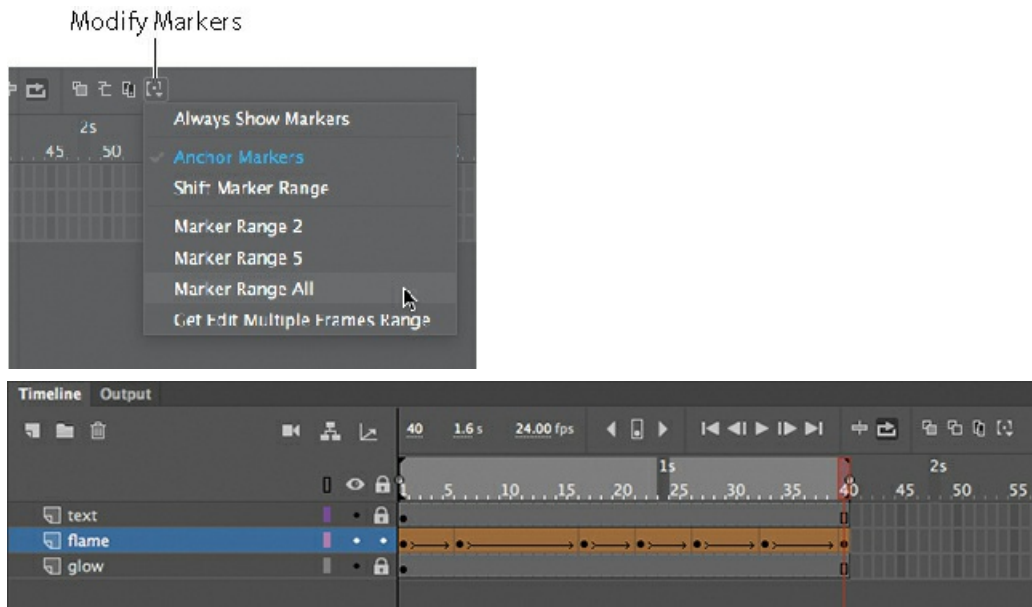 Modify Markers
2s
45 50
Always Show Markers
Anchor Markers
Shift Marker Range
Marker Range 2
Marker Range 5
Marker Range All
Get Edit Multiple Frames Range
Timeline Output
40 1.6 s 24.00 fps
1s 2s
1 5 10 15 20 25 30 35 40 45 50 55
text
flame
glow